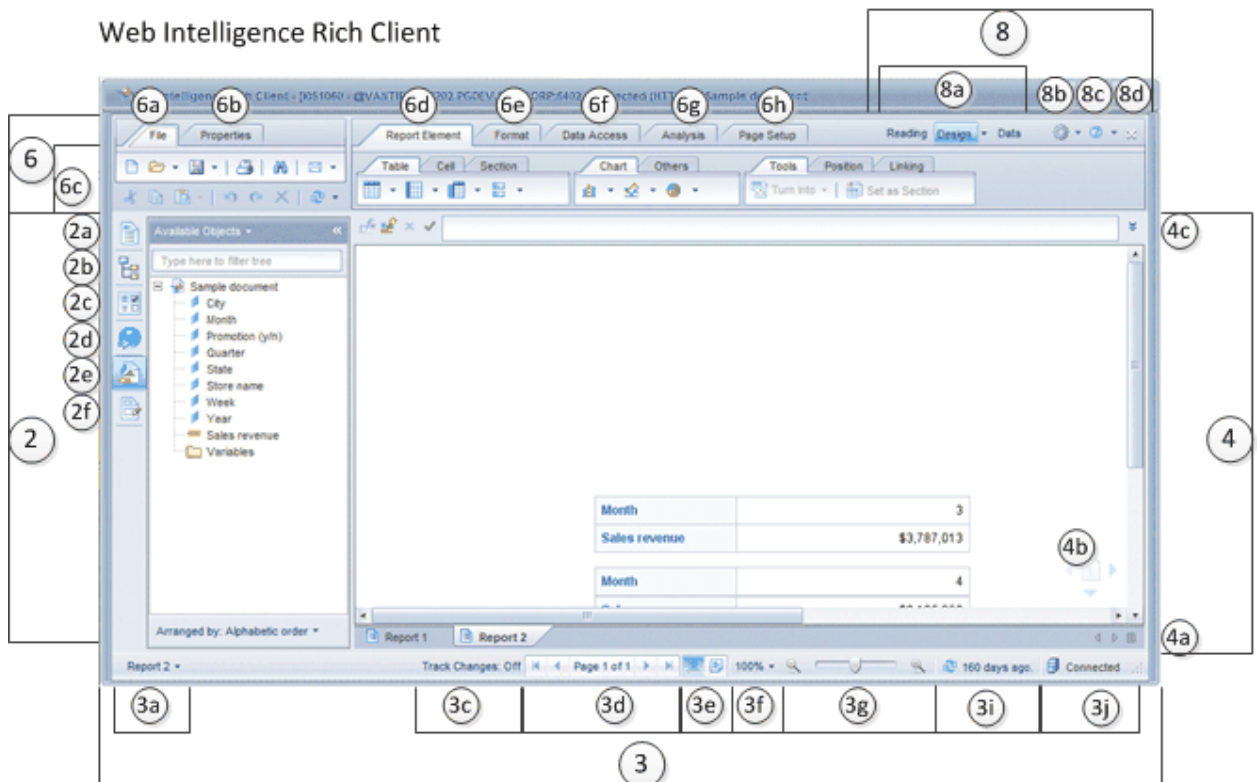 Web Intelligence Rich Client
8
8a
8b 8c 8d
6a 6b 6d 6e 6f 6g 6h
File Properties Report Element Format Data Access Analysis Page Setup Reading Design Data
6
6c
Table Cell Section Chart Others Tools Position Linking
Turn Into Set as Section
2
2a
2b
2c
2d
2e
2f
Available Objects
Type here to filter tree
Sample document
City
Month
Promotion (y/n)
Quarter
State
Store name
Week
Year
Sales revenue
Variables
Arranged by: Alphabetic order
4c
4
Month 3
Sales revenue $3,787,013
4b
Month 4
Report 1 Report 2
4a
Report 2 Track Changes: Off Page 1 of 1 100% 160 days ago. Connected
3a 3c 3d 3e 3f 3g 3i 3j
3